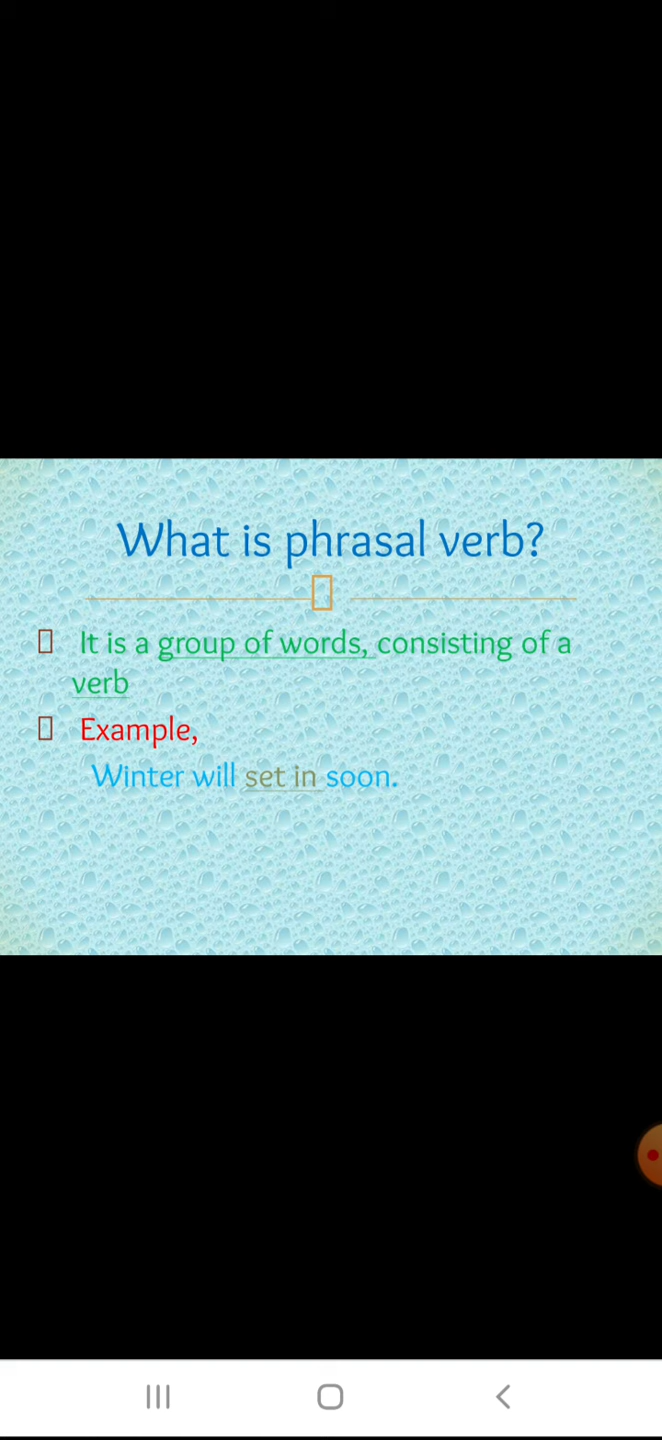 What is phrasal verb?
It is a group of words, consisting of a
verb
Example,
Winter will set in soon.